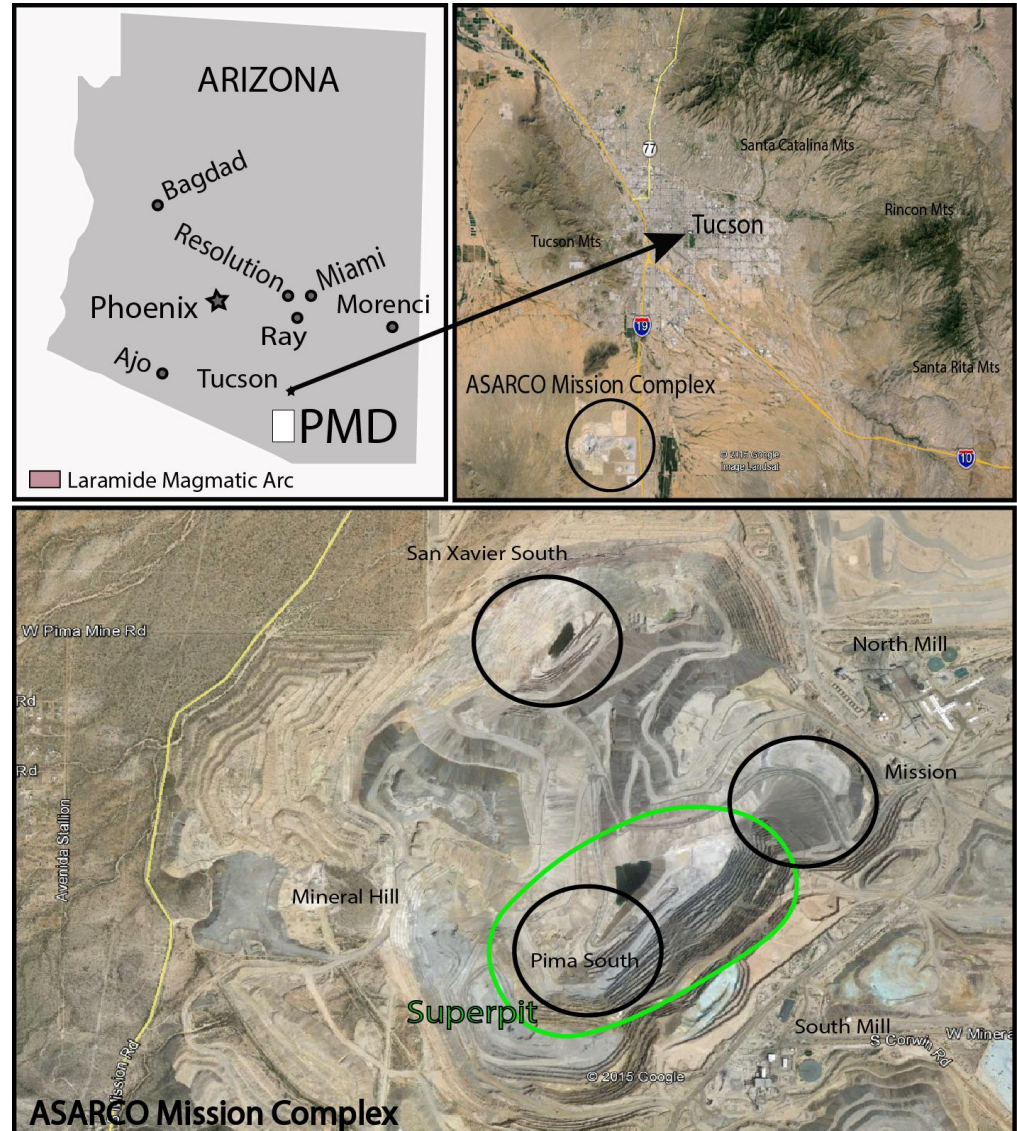 ARIZONA
Bagdad
Resolution
Miami
Phoenix
Morenci
Ray
Ajo
Tucson
PMD
Laramide Magmatic Arc
77
Santa Catalina Mts
Rincon Mts
Tucson
Tucson Mts
19
Santa Rita Mts
ASARCO Mission Complex
© 2015 Google
Image Landsat
10
San Xavier South
W Pima Mine Rd
North Mill
Rd
Mission
Rd
Avenida Stallion
Mineral Hill
Pima South
Superpit
South Mill
S Corwin Rd
W Minera
© 2015 Google
Mission Rd
ASARCO Mission Complex